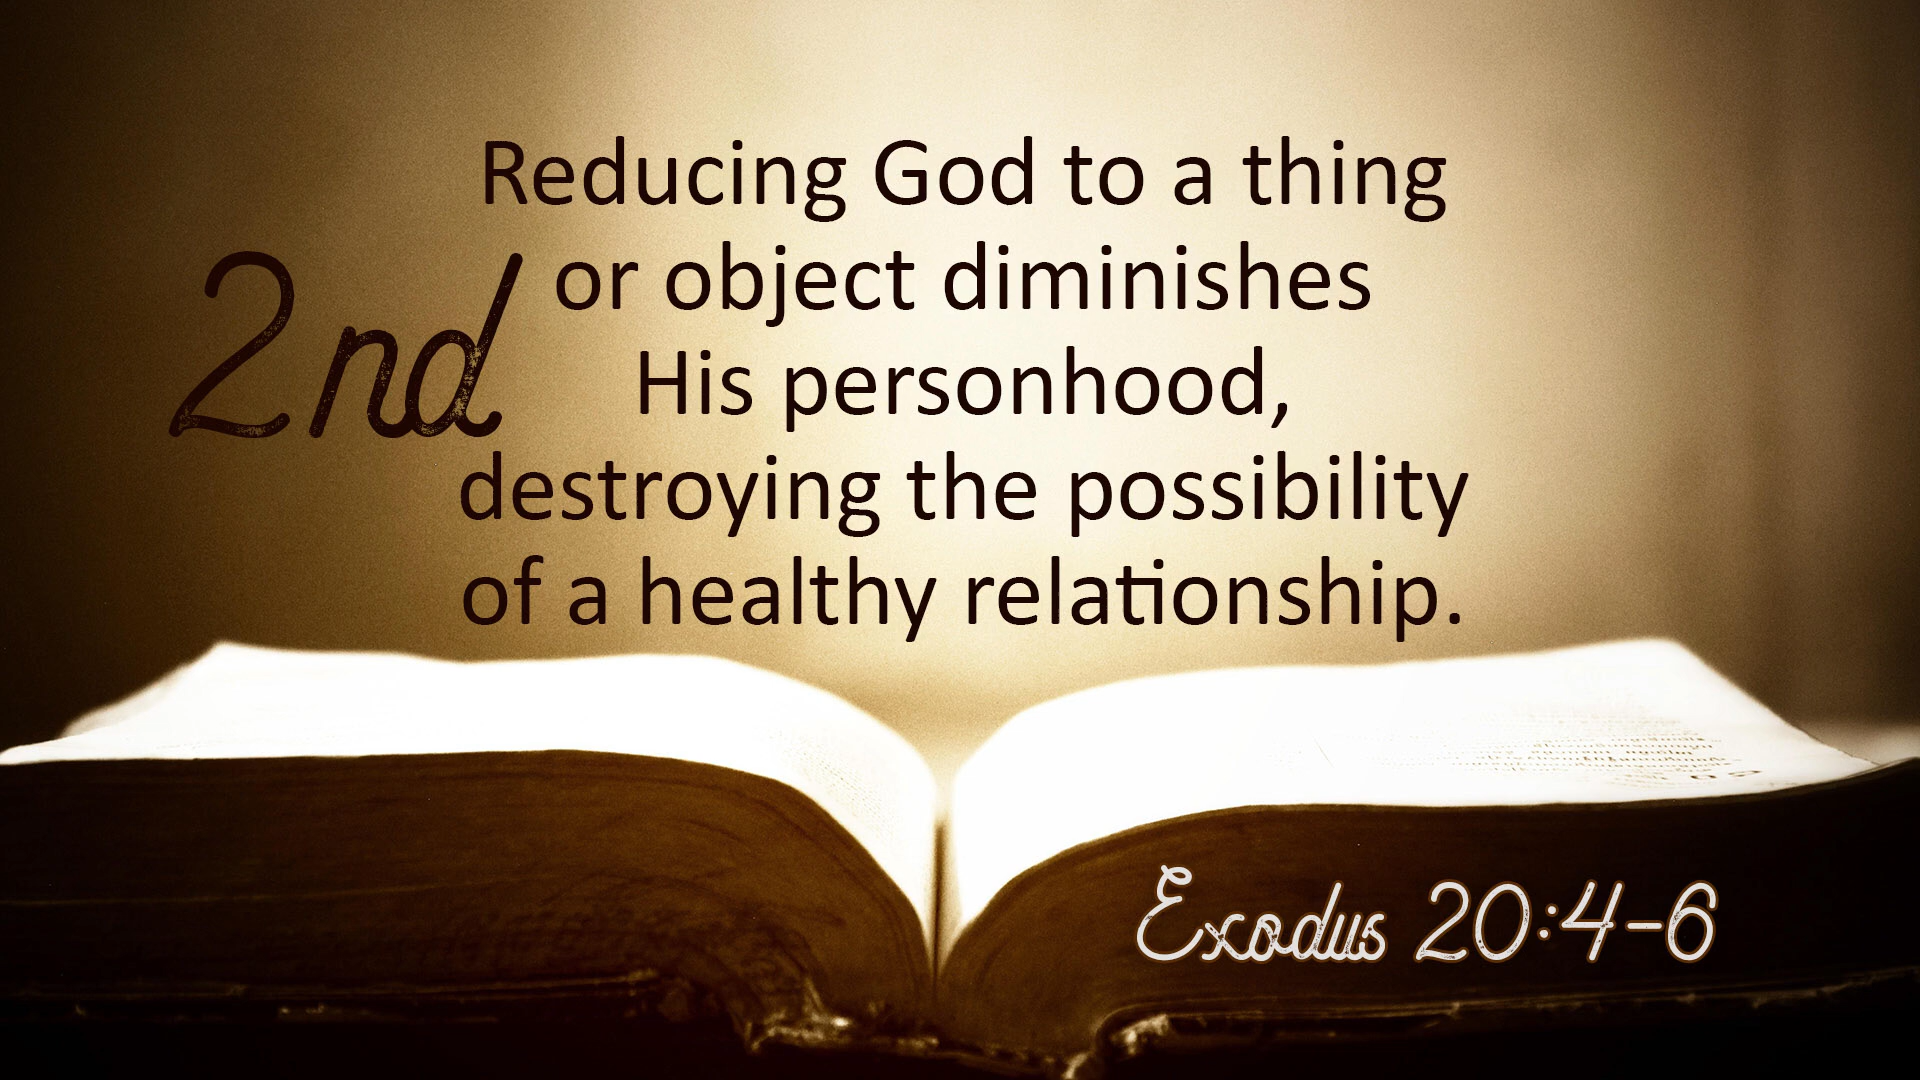 Reducing God to a thing
or object diminishes
2nd
His personhood,
destroying the possibility
of a healthy relationship.
Exodus 20:4-6